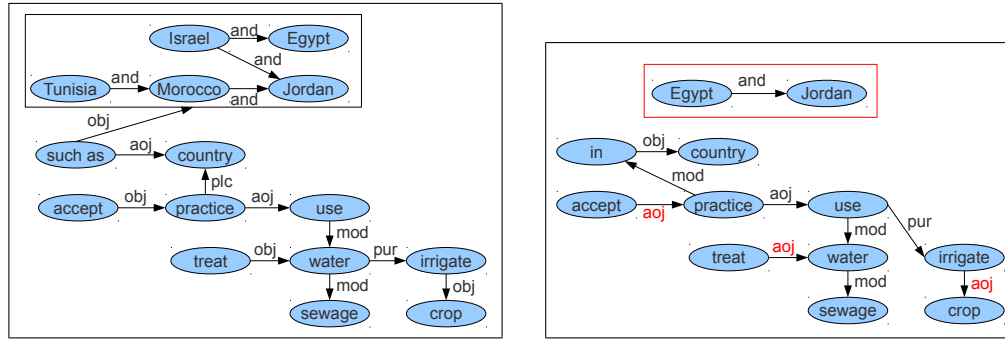 Israel and Egypt
and
Tunisia and Morocco and Jordan
obj
such as aoj country
plc
accept obj practice aoj use
mod
treat obj water pur irrigate
mod obj
sewage crop
and
Egypt Jordan
in obj country
mod
accept aoj practice aoj use
mod pur
treat aoj water irrigate
mod aoj
sewage crop